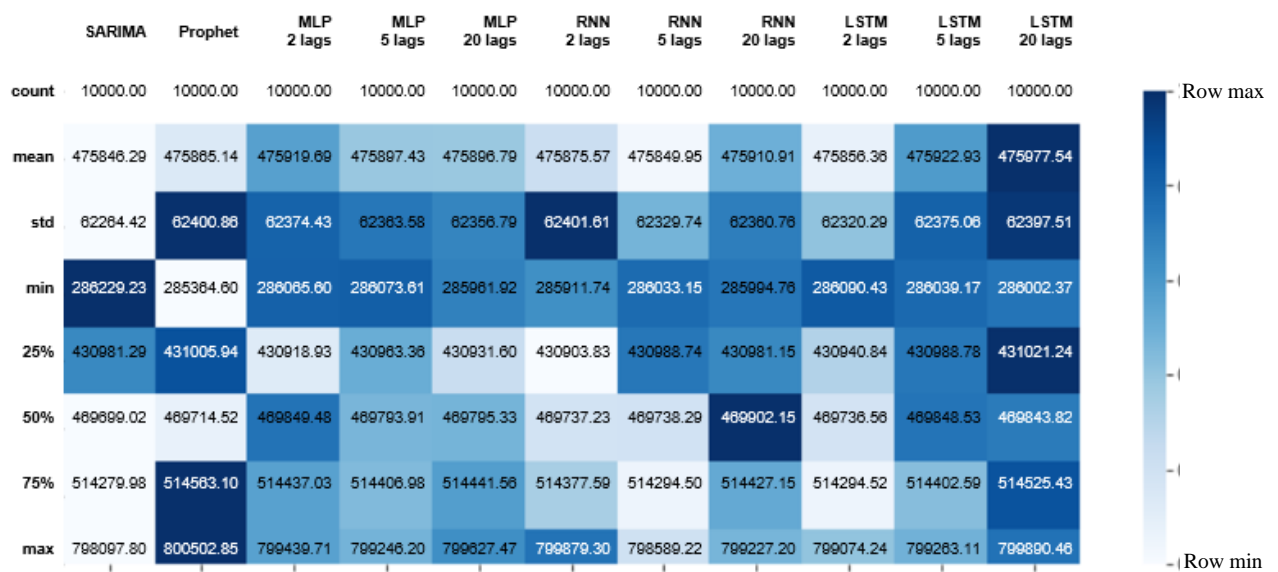 SARIMA Prophet MLP 2 lags MLP 5 lags MLP 20 lags RNN 2 lags RNN 5 lags RNN 20 lags LSTM 2 lags LSTM 5 lags LSTM 20 lags
count 10000.00 10000.00 10000.00 10000.00 10000.00 10000.00 10000.00 10000.00 10000.00 10000.00 10000.00
Row max
mean 475846.29 475865.14 475919.69 475897.43 475896.79 475875.57 475849.95 475910.91 475856.36 475922.93 475977.54
std 62264.42 62400.86 62374.43 62363.58 62356.79 62401.61 62329.74 62360.76 62320.29 62375.06 62397.51
min 286229.23 285364.60 286065.60 286073.61 285961.92 285911.74 286033.15 285994.76 286090.43 286039.17 286002.37
25% 430981.29 431005.94 430918.93 430963.36 430931.60 430903.83 430988.74 430981.15 430940.84 430988.78 431021.24
50% 469699.02 469714.52 469849.48 469793.91 469795.33 469737.23 469738.29 469902.15 469736.56 469848.53 469843.82
75% 514279.98 514563.10 514437.03 514406.98 514441.56 514377.59 514294.50 514427.15 514294.52 514402.59 514525.43
max 798097.80 800502.85 799439.71 799246.20 799627.47 799879.30 798589.22 799227.20 799074.24 799263.11 799890.46
Row min